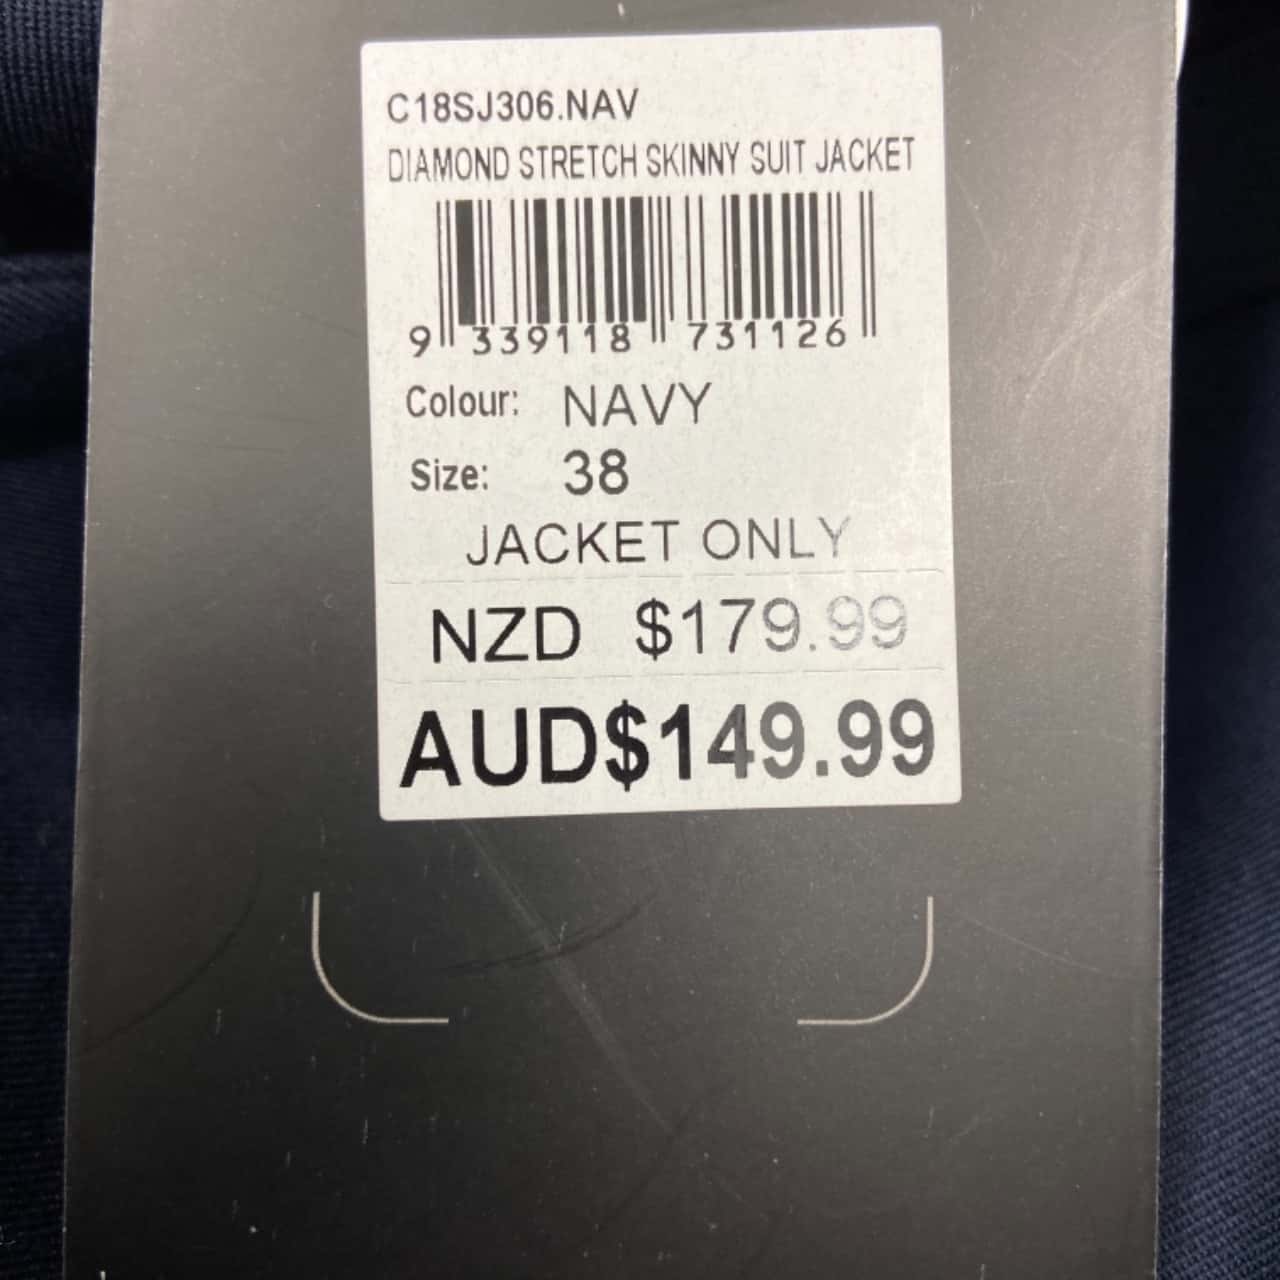 C18SJ306.NAV
DIAMOND STRETCH SKINNY SUIT JACKET
9 339118 731126
Colour: NAVY
Size: 38
JACKET ONLY
NZD $179.99
AUD$149.99